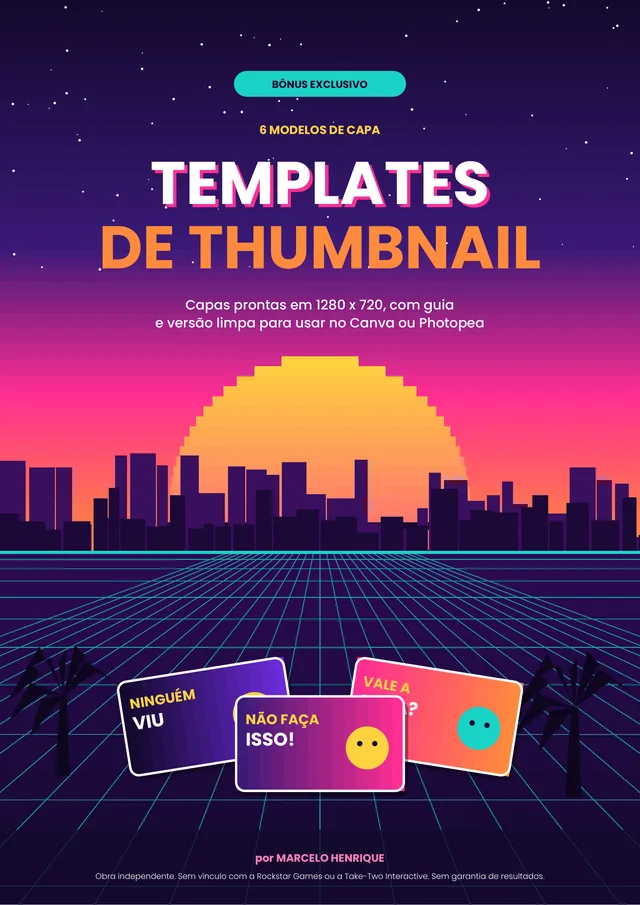 BÔNUS EXCLUSIVO
6 MODELOS DE CAPA
TEMPLATES
DE THUMBNAIL
Capas prontas em 1280 x 720, com guia
e versão limpa para usar no Canva ou Photopea
NINGUÉM
VIU
NÃO FAÇA
ISSO!
VALE A
?
por MARCELO HENRIQUE
Obra independente. Sem vínculo com a Rockstar Games ou a Take-Two Interactive. Sem garantia de resultados.